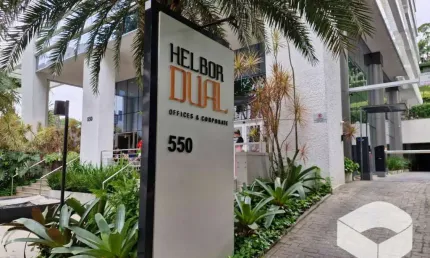 HELBOR
DUAL
OFFICES & CORPORATE
550